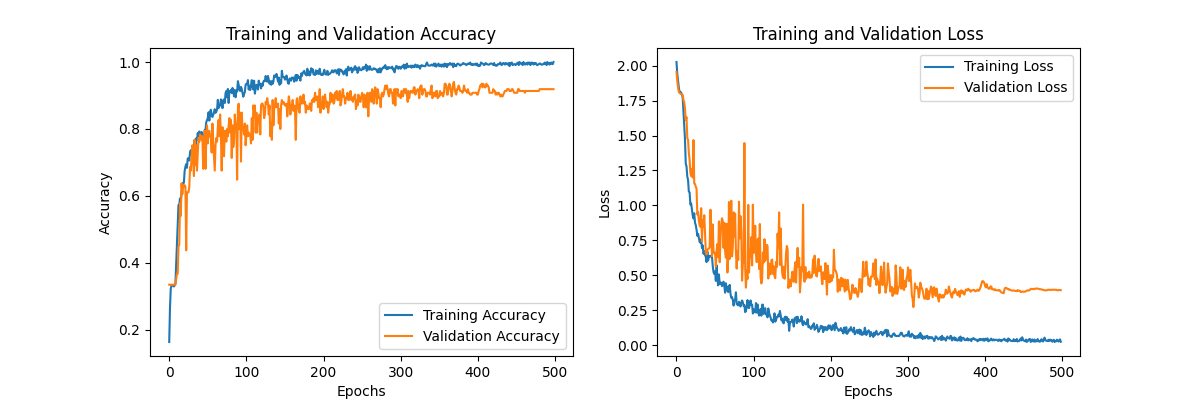 Training and Validation Accuracy
Accuracy
1.0
0.8
0.6
0.4
0.2
0 100 200 300 400 500
Epochs
Training Accuracy
Validation Accuracy
Training and Validation Loss
Loss
2.00
1.75
1.50
1.25
1.00
0.75
0.50
0.25
0.00
0 100 200 300 400 500
Epochs
Training Loss
Validation Loss